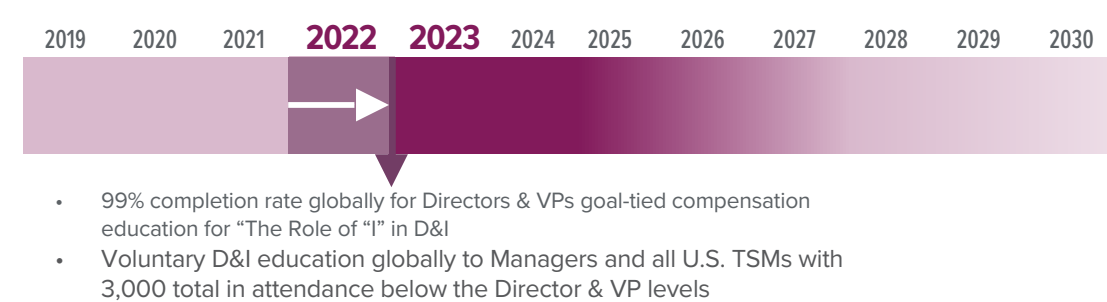 2019 2020 2021 2022 2023 2024 2025 2026 2027 2028 2029 2030
• 99% completion rate globally for Directors & VPs goal-tied compensation
education for “The Role of “I” in D&I
• Voluntary D&I education globally to Managers and all U.S. TSMs with
3,000 total in attendance below the Director & VP levels